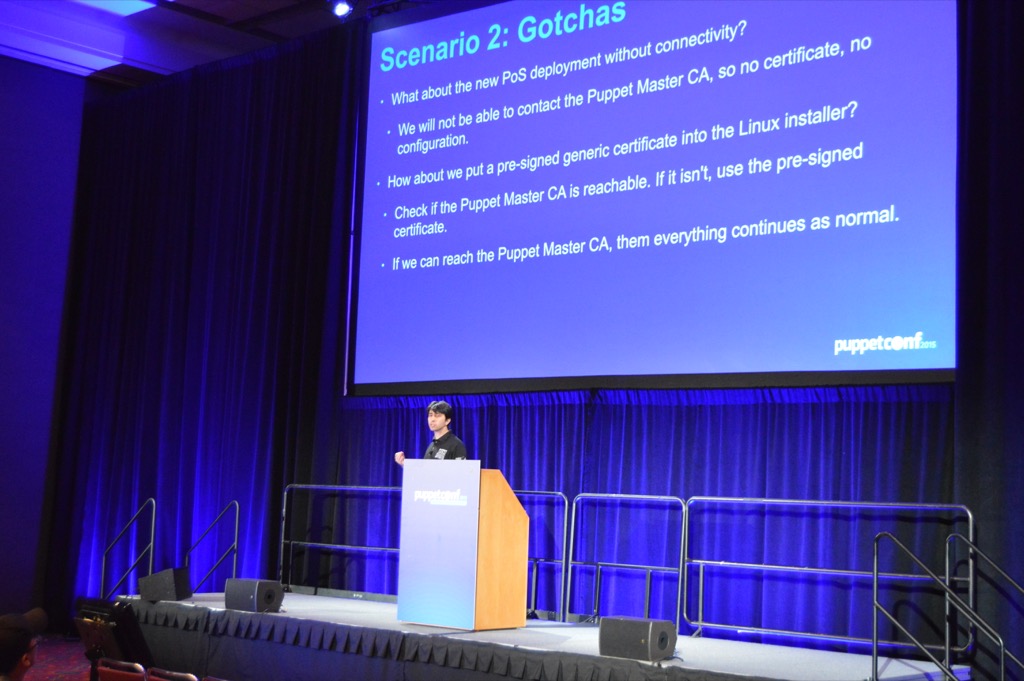 Scenario 2: Gotchas
• What about the new PoS deployment without connectivity?
• We will not be able to contact the Puppet Master CA, so no certificate, no
configuration.
• How about we put a pre-signed generic certificate into the Linux installer?
• Check if the Puppet Master CA is reachable. If it isn't, use the pre-signed
certificate.
• If we can reach the Puppet Master CA, them everything continues as normal.
puppetconf2015
puppetconf